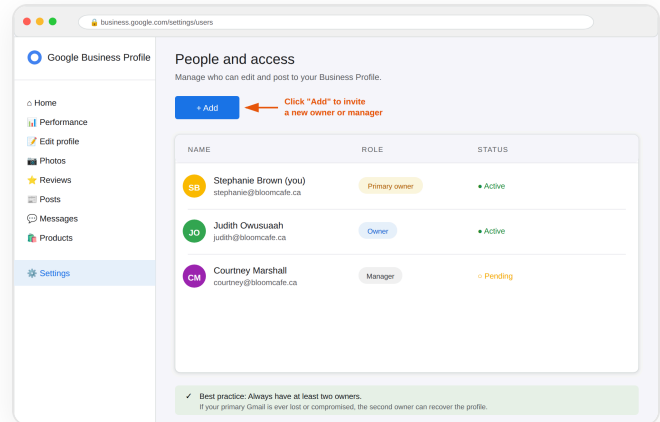 business.google.com/settings/users
Google Business Profile
Home
Performance
Edit profile
Photos
Reviews
Posts
Messages
Products
Settings
People and access
Manage who can edit and post to your Business Profile.
+ Add
Click "Add" to invite
a new owner or manager
NAME ROLE STATUS
SB Stephanie Brown (you) Primary owner ● Active
stephanie@bloomcafe.ca
JO Judith Owusuaah Owner ● Active
judith@bloomcafe.ca
CM Courtney Marshall Manager ○ Pending
courtney@bloomcafe.ca
✓ Best practice: Always have at least two owners.
If your primary Gmail is ever lost or compromised, the second owner can recover the profile.